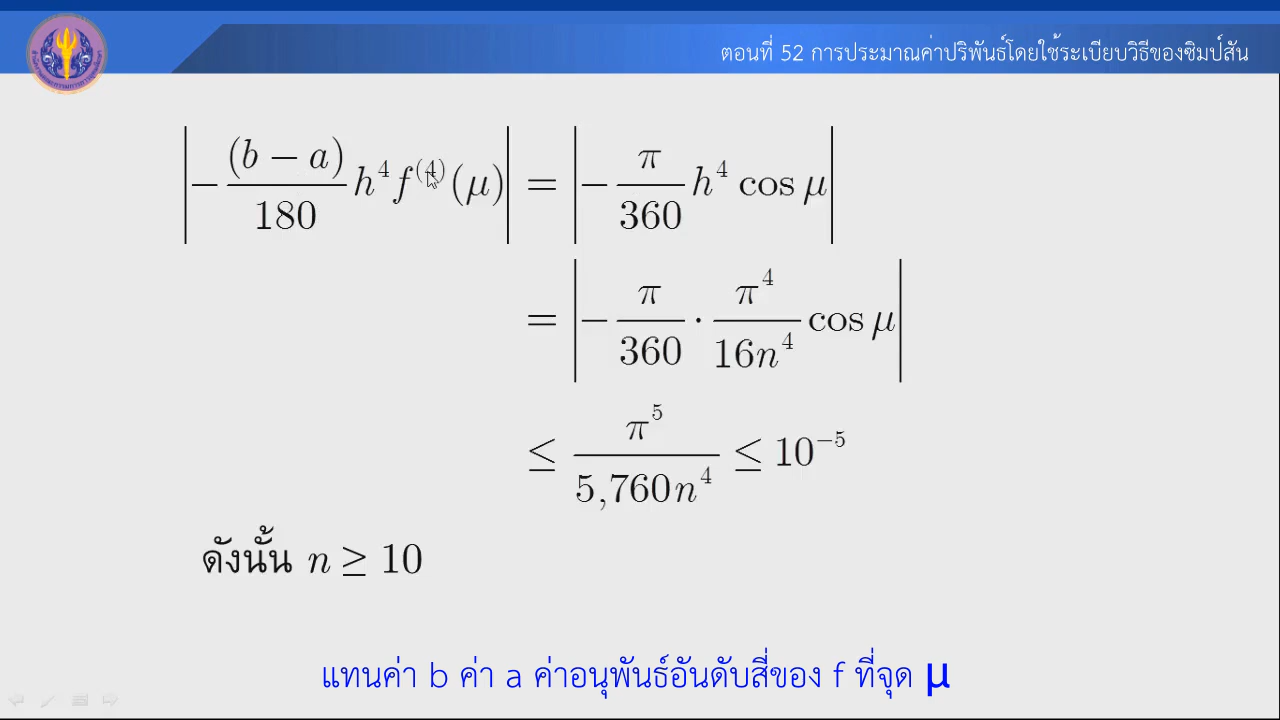 ตอนที่ 52 การประมาณค่าปริพันธ์โดยใช้ระเบียบวิธีของซิมป์สัน
|−(b − a)/180 h⁴f⁽⁴⁾(μ)| = |−π/360 h⁴ cos μ|
= |−π/360 · π⁴/16n⁴ cos μ|
≤ π⁵/5,760n⁴ ≤ 10⁻⁵
ดังนั้น n ≥ 10
แทนค่า b ค่า a ค่าอนุพันธ์อันดับสี่ของ f ที่จุด μ